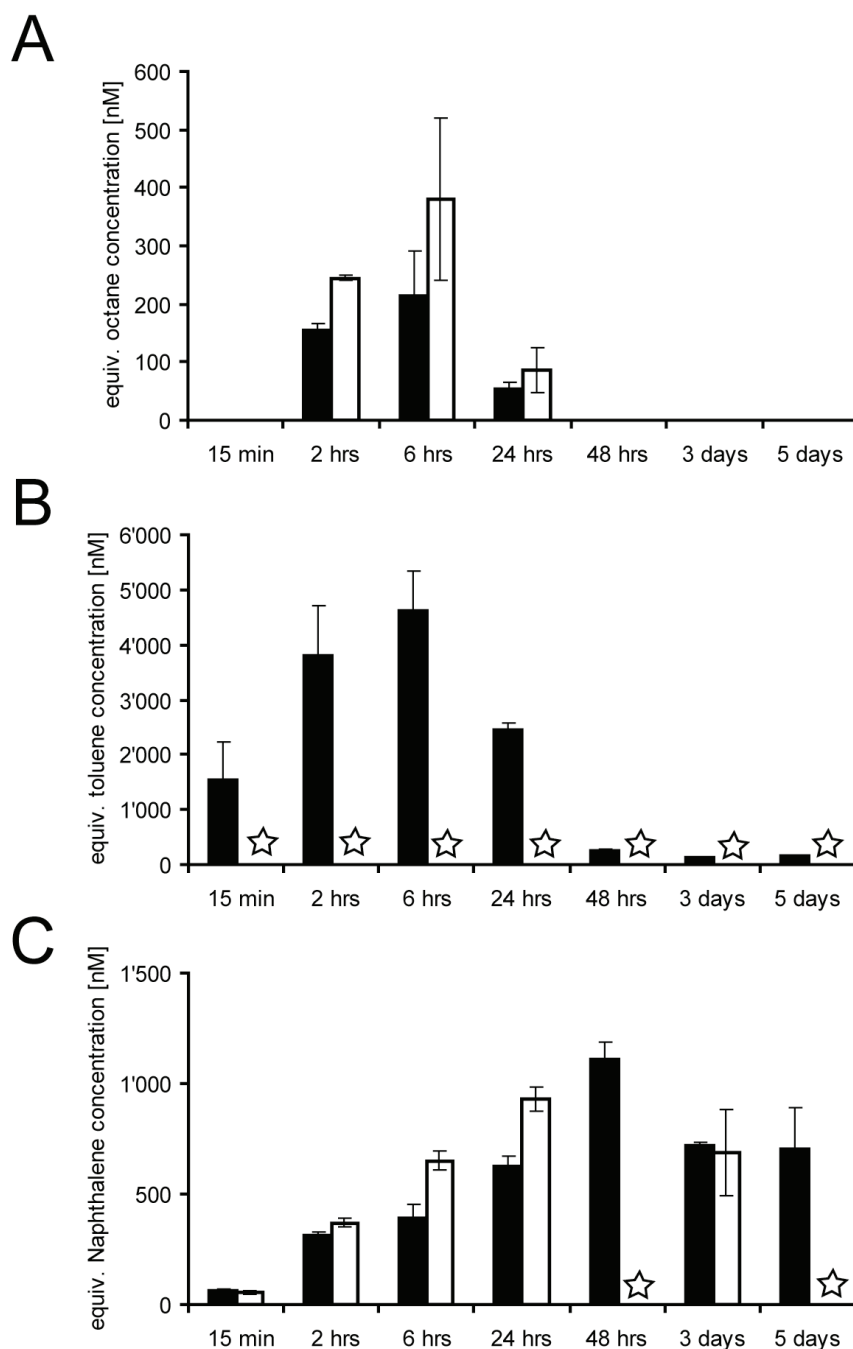 A
equiv. octane concentration [nM]
600
500
400
300
200
100
0
15 min 2 hrs 6 hrs 24 hrs 48 hrs 3 days 5 days
B
equiv. toluene concentration [nM]
6'000
5'000
4'000
3'000
2'000
1'000
0
15 min 2 hrs 6 hrs 24 hrs 48 hrs 3 days 5 days
C
equiv. Naphthalene concentration [nM]
1'500
1'000
500
0
15 min 2 hrs 6 hrs 24 hrs 48 hrs 3 days 5 days